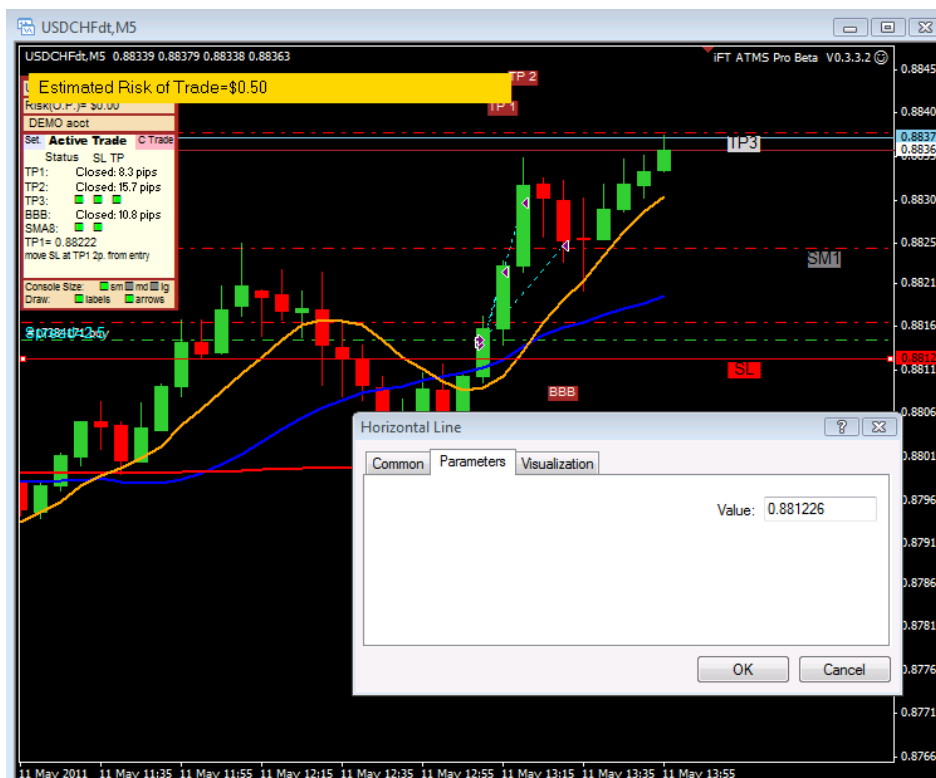 USDCHFdt,M5
USDCHFdt,M5 0.88339 0.88379 0.88338 0.88363
iFT ATMS Pro Beta V0.3.3.2
Estimated Risk of Trade=$0.50
Risk(O.P.)= $0.00
DEMO acct
Set. Active Trade C Trade
Status SL TP
TP1: Closed: 8.3 pips
TP2: Closed: 15.7 pips
TP3:
BBB: Closed: 10.8 pips
SMA8:
TP1= 0.88222
move SL at TP1 2p. from entry
Console Size: sm md lg
Draw: labels arrows
TP 2
TP 1
TP3
SM1
SL
BBB
0.8845
0.8840
0.8837
0.8836
0.8830
0.8825
0.8821
0.8816
0.8812
0.8806
0.8801
0.8796
0.8791
0.8786
0.8781
0.8776
0.8771
0.8766
Horizontal Line
Common Parameters Visualization
Value: 0.881226
OK Cancel
11 May 2011 11 May 11:35 11 May 11:55 11 May 12:15 11 May 12:35 11 May 12:55 11 May 13:15 11 May 13:35 11 May 13:55